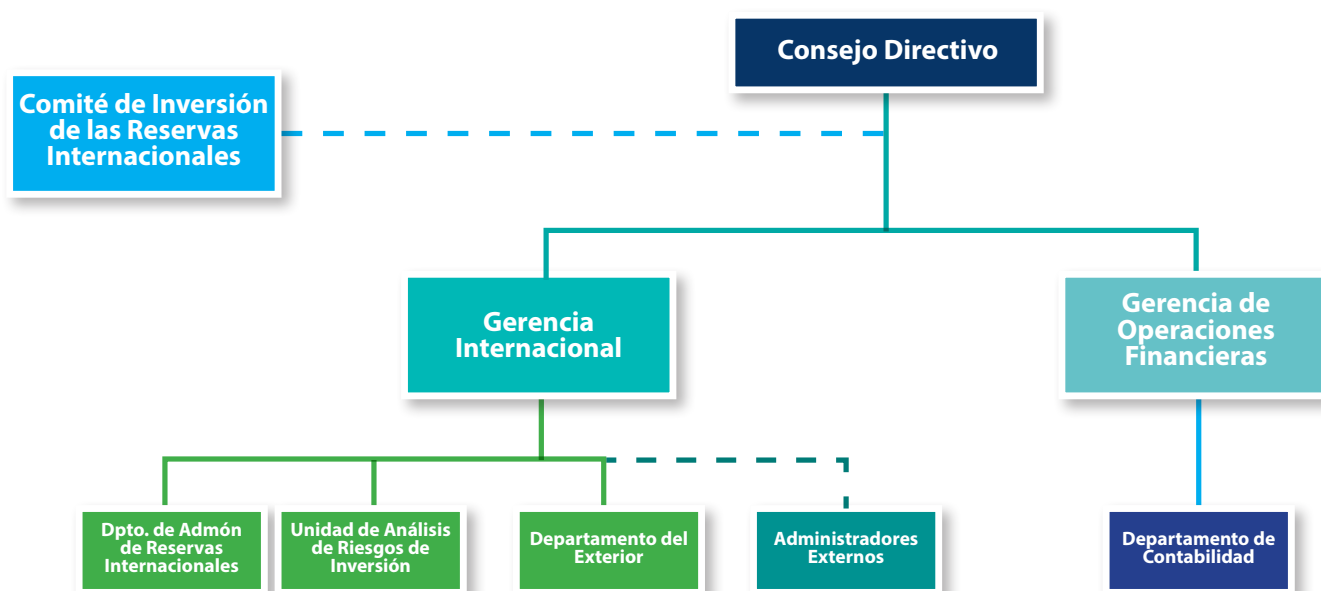 Consejo Directivo
Comité de Inversión
de las Reservas
Internacionales
Gerencia
Internacional
Gerencia de
Operaciones
Financieras
Dpto. de Admón
de Reservas
Internacionales
Unidad de Análisis
de Riesgos de
Inversión
Departamento del
Exterior
Administradores
Externos
Departamento de
Contabilidad